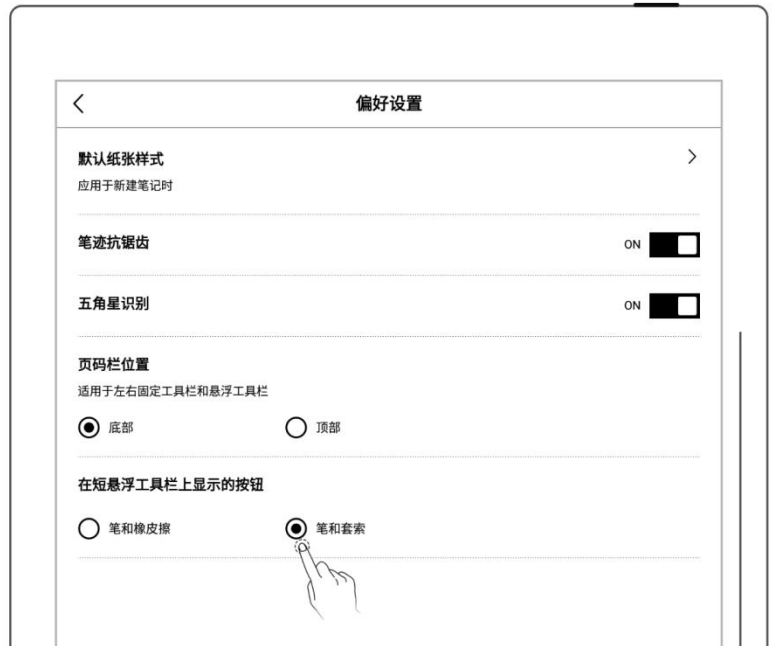 偏好设置
默认纸张样式
应用于新建笔记时
笔迹抗锯齿 ON
五角星识别 ON
页码栏位置
适用于左右固定工具栏和悬浮工具栏
底部 顶部
在短悬浮工具栏上显示的按钮
笔和橡皮擦 笔和套索